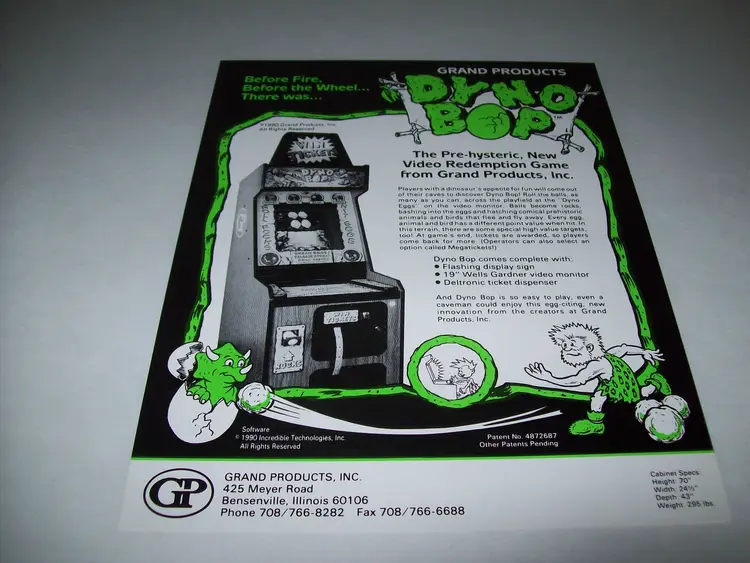 Before Fire,
Before the Wheel...
There was...
GRAND PRODUCTS
DYNO
BOP™
©1990 Grand Products, Inc.
All Rights Reserved
WIN
TICKETS
DYNO
BOP
The Pre-hysteric, New
Video Redemption Game
from Grand Products, Inc.
Players with a dinosaur's appetite for fun will come out
of their caves to discover Dyno Bop! Roll the balls, as
many as you can, across the playfield at the "Dyno
Eggs" on the video monitor. Balls become rocks,
bashing into the eggs and hatching comical prehistoric
animals and birds that flee and fly away. Every egg,
animal and bird has a different point value when hit. In
this terrain, there are some special high value targets,
too! At game's end, tickets are awarded, so players
come back for more. (Operators can also select an
option called Megatickets!)
Dyno Bop comes complete with:
• Flashing display sign
• 19" Wells Gardner video monitor
• Deltronic ticket dispenser
And Dyno Bop is so easy to play, even a
caveman could enjoy this egg-citing, new
innovation from the creators at Grand
Products, Inc.
WIN
TICKETS
ROCKS
Software
©1990 Incredible Technologies, Inc.
All Rights Reserved
Patent No. 4872687
Other Patents Pending
GP
GRAND PRODUCTS, INC.
425 Meyer Road
Bensenville, Illinois 60106
Phone 708/766-8282 Fax 708/766-6688
Cabinet Specs:
Height: 70"
Width: 24½"
Depth: 43"
Weight: 295 lbs.